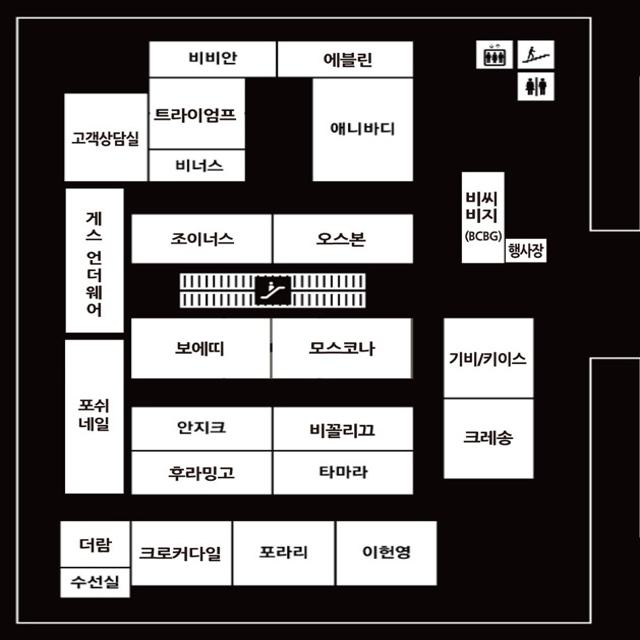 비비안
에블린
트라이엄프
고객상담실
애니바디
비너스
비씨
비지
(BCBG)
행사장
게
스
언
더
웨
어
조이너스
오스본
보에띠
모스코나
기비/키이스
포쉬
네일
안지크
비꼴리끄
크레송
후라밍고
타마라
더람
수선실
크로커다일
포라리
이헌영